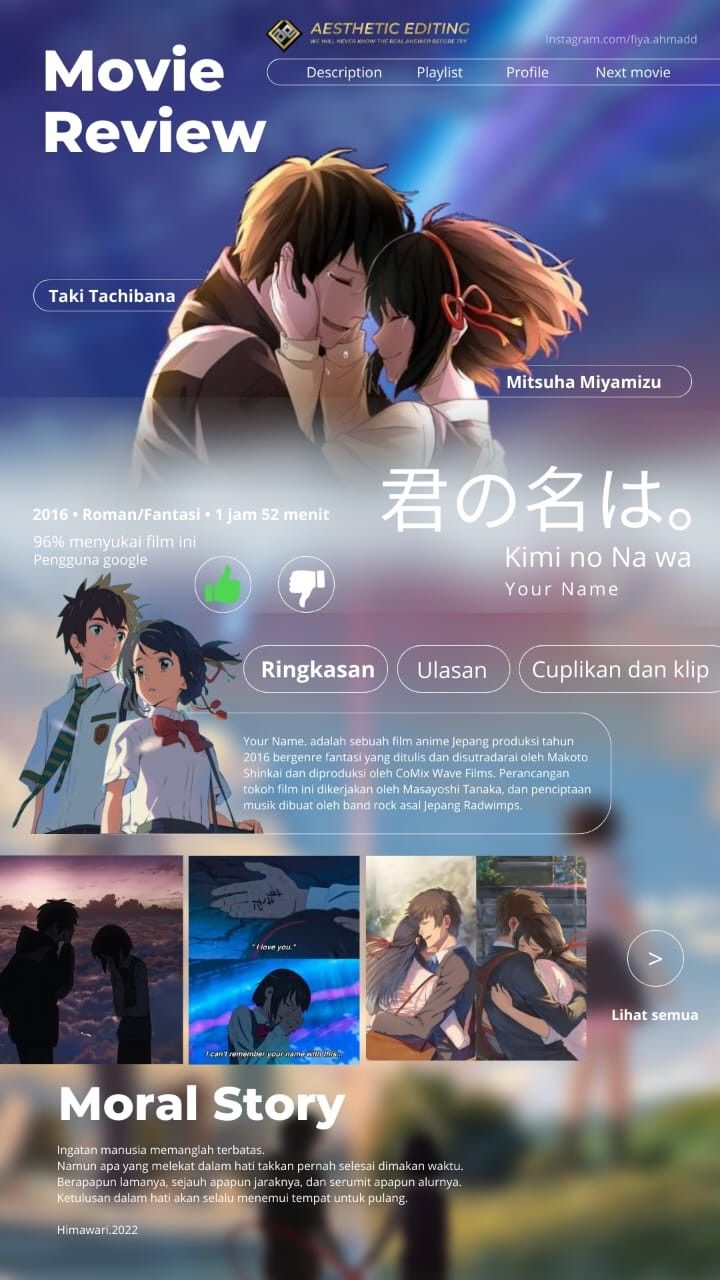 AESTHETIC EDITING
WE WILL NEVER KNOW THE REAL ANSWER BEFORE TRY
Instagram.com/fiya.ahmadd
Movie
Review
Description Playlist Profile Next movie
Taki Tachibana
Mitsuha Miyamizu
君の名は。
2016 • Roman/Fantasi • 1 jam 52 menit
96% menyukai film ini
Pengguna google
Kimi no Na wa
Your Name
Ringkasan Ulasan Cuplikan dan klip
Your Name. adalah sebuah film anime Jepang produksi tahun
2016 bergenre fantasi yang ditulis dan disutradarai oleh Makoto
Shinkai dan diproduksi oleh CoMix Wave Films. Perancangan
tokoh film ini dikerjakan oleh Masayoshi Tanaka, dan penciptaan
musik dibuat oleh band rock asal Jepang Radwimps.
"I love you."
I can't remember your name with this...
>
Lihat semua
Moral Story
Ingatan manusia memanglah terbatas.
Namun apa yang melekat dalam hati takkan pernah selesai dimakan waktu.
Berapapun lamanya, sejauh apapun jaraknya, dan serumit apapun alurnya.
Ketulusan dalam hati akan selalu menemui tempat untuk pulang.
Himawari.2022